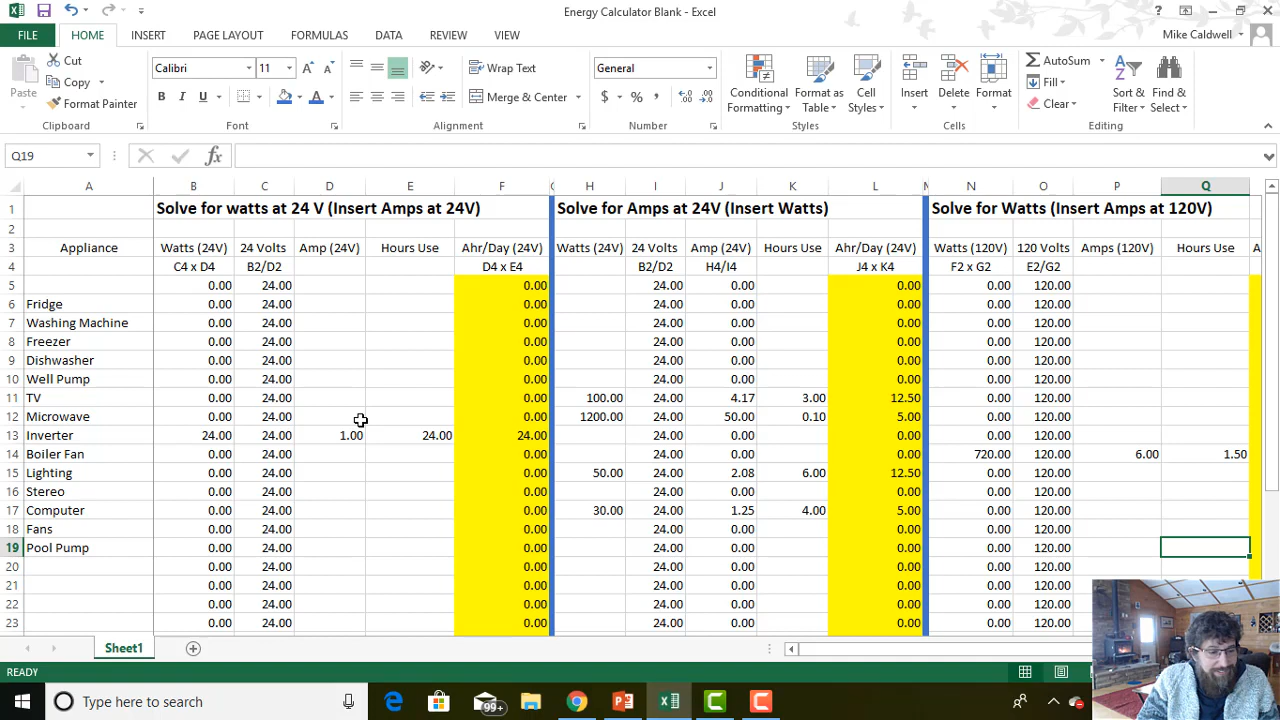 Energy Calculator Blank - Excel
FILE HOME INSERT PAGE LAYOUT FORMULAS DATA REVIEW VIEW Mike Caldwell
Paste Cut Copy Format Painter Clipboard
Calibri 11 Font
Wrap Text Merge & Center Alignment
General Number
Conditional Formatting Format as Table Cell Styles Styles
Insert Delete Format Cells
AutoSum Fill Clear Sort & Filter Find & Select Editing
Q19 fx
A B C D E F G H I J K L M N O P Q
1 Solve for watts at 24 V (Insert Amps at 24V) Solve for Amps at 24V (Insert Watts) Solve for Watts (Insert Amps at 120V)
2
3 Appliance Watts (24V) 24 Volts Amp (24V) Hours Use Ahr/Day (24V) Watts (24V) 24 Volts Amp (24V) Hours Use Ahr/Day (24V) Watts (120V) 120 Volts Amps (120V) Hours Use A
4 C4 x D4 B2/D2 D4 x E4 B2/D2 H4/I4 J4 x K4 F2 x G2 E2/G2
5 0.00 24.00 0.00 24.00 0.00 0.00 0.00 120.00
6 Fridge 0.00 24.00 0.00 24.00 0.00 0.00 0.00 120.00
7 Washing Machine 0.00 24.00 0.00 24.00 0.00 0.00 0.00 120.00
8 Freezer 0.00 24.00 0.00 24.00 0.00 0.00 0.00 120.00
9 Dishwasher 0.00 24.00 0.00 24.00 0.00 0.00 0.00 120.00
10 Well Pump 0.00 24.00 0.00 24.00 0.00 0.00 0.00 120.00
11 TV 0.00 24.00 0.00 100.00 24.00 4.17 3.00 12.50 0.00 120.00
12 Microwave 0.00 24.00 0.00 1200.00 24.00 50.00 0.10 5.00 0.00 120.00
13 Inverter 24.00 24.00 1.00 24.00 24.00 24.00 0.00 0.00 0.00 120.00
14 Boiler Fan 0.00 24.00 0.00 24.00 0.00 0.00 720.00 120.00 6.00 1.50
15 Lighting 0.00 24.00 0.00 50.00 24.00 2.08 6.00 12.50 0.00 120.00
16 Stereo 0.00 24.00 0.00 24.00 0.00 0.00 0.00 120.00
17 Computer 0.00 24.00 0.00 30.00 24.00 1.25 4.00 5.00 0.00 120.00
18 Fans 0.00 24.00 0.00 24.00 0.00 0.00 0.00 120.00
19 Pool Pump 0.00 24.00 0.00 24.00 0.00 0.00 0.00 120.00
20 0.00 24.00 0.00 24.00 0.00 0.00 0.00 120.00
21 0.00 24.00 0.00 24.00 0.00 0.00 0.00 120.00
22 0.00 24.00 0.00 24.00 0.00 0.00 0.00 120.00
23 0.00 24.00 0.00 24.00 0.00 0.00 0.00 120.00
Sheet1
READY
Type here to search 99+